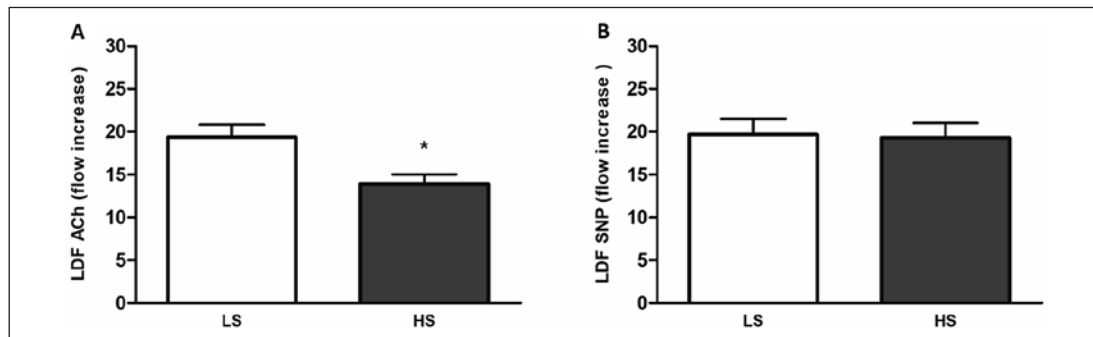 A
LDF ACh (flow increase)
30
25
20
15
10
5
0
*
LS
HS
B
LDF SNP (flow increase )
30
25
20
15
10
5
0
LS
HS